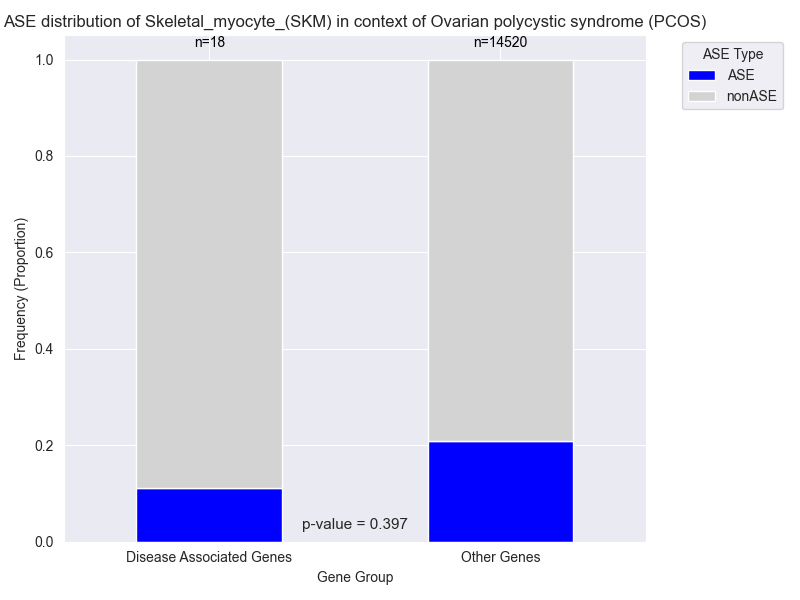 ASE distribution of Skeletal_myocyte_(SKM) in context of Ovarian polycystic syndrome (PCOS)
n=18
n=14520
ASE Type
ASE
nonASE
1.0
0.8
0.6
0.4
0.2
0.0
Frequency (Proportion)
p-value = 0.397
Disease Associated Genes
Other Genes
Gene Group